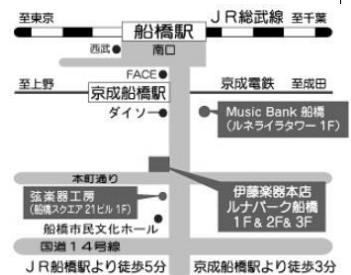 至東京
船橋駅
JR総武線 至千葉
西武
南口
FACE
至上野
京成船橋駅
京成電鉄 至成田
ダイソー
Music Bank 船橋
(ルネライラタワー 1F)
本町通り
弦楽器工房
(船橋スクエア21ビル 1F)
伊藤楽器本店
ルナパーク船橋
1F & 2F & 3F
船橋市民文化ホール
国道14号線
JR船橋駅より徒歩5分
京成船橋駅より徒歩3分